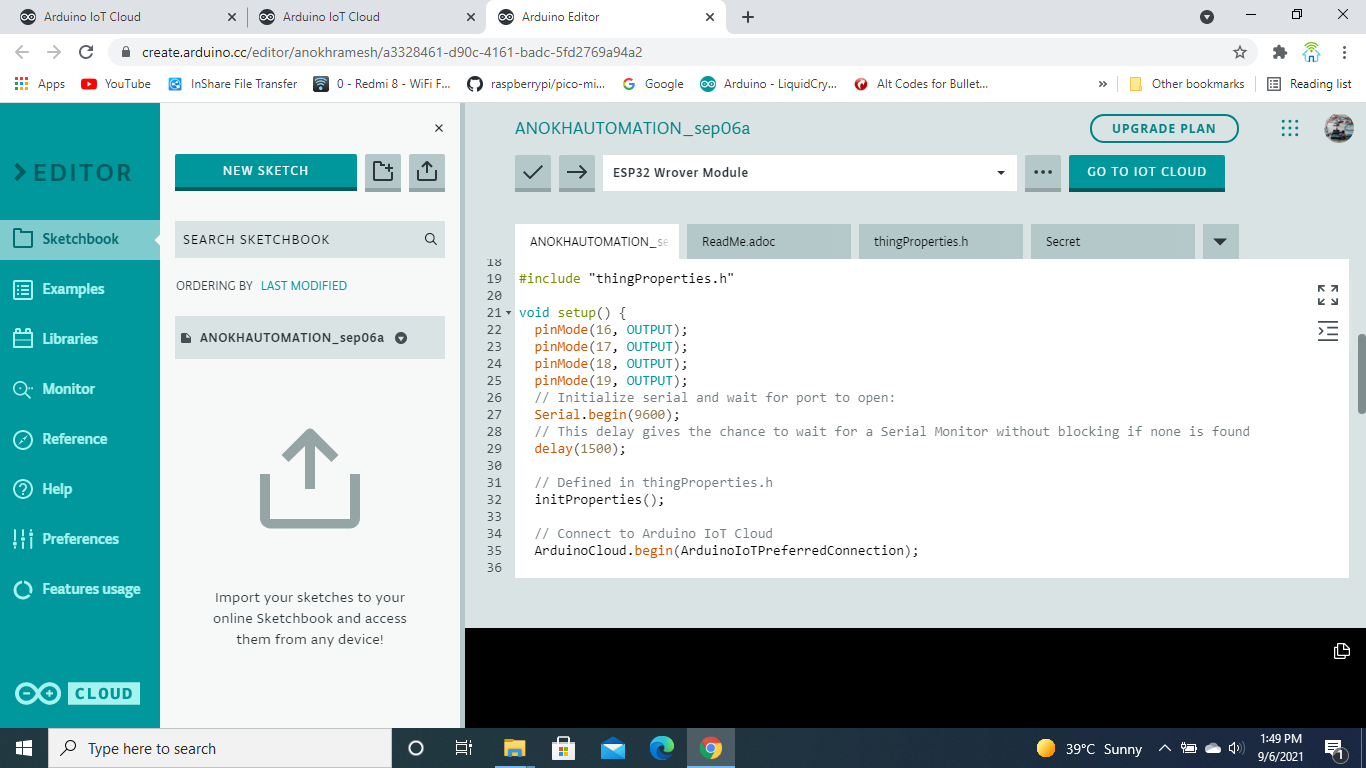 Arduino IoT Cloud
Arduino IoT Cloud
Arduino Editor
create.arduino.cc/editor/anokhramesh/a3328461-d90c-4161-badc-5fd2769a94a2
Apps
YouTube
InShare File Transfer
0 - Redmi 8 - WiFi F...
raspberrypi/pico-mi...
Google
Arduino - LiquidCry...
Alt Codes for Bullet...
»
Other bookmarks
Reading list
EDITOR
Sketchbook
Examples
Libraries
Monitor
Reference
Help
Preferences
Features usage
CLOUD
NEW SKETCH
SEARCH SKETCHBOOK
ORDERING BY LAST MODIFIED
ANOKHAUTOMATION_sep06a
Import your sketches to your
online Sketchbook and access
them from any device!
ANOKHAUTOMATION_sep06a
UPGRADE PLAN
ESP32 Wrover Module
GO TO IOT CLOUD
ANOKHAUTOMATION_se
ReadMe.adoc
thingProperties.h
Secret
18
19 #include "thingProperties.h"
20
21 void setup() {
22 pinMode(16, OUTPUT);
23 pinMode(17, OUTPUT);
24 pinMode(18, OUTPUT);
25 pinMode(19, OUTPUT);
26 // Initialize serial and wait for port to open:
27 Serial.begin(9600);
28 // This delay gives the chance to wait for a Serial Monitor without blocking if none is found
29 delay(1500);
30
31 // Defined in thingProperties.h
32 initProperties();
33
34 // Connect to Arduino IoT Cloud
35 ArduinoCloud.begin(ArduinoIoTPreferredConnection);
36
Type here to search
39°C Sunny
1:49 PM
9/6/2021
1